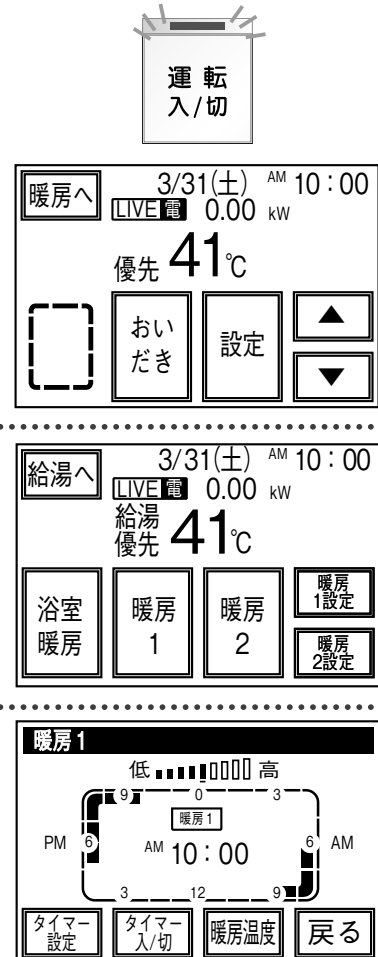 運転
入/切
暖房へ
3/31(土) AM 10:00
LIVE 電 0.00 kW
優先 41℃
おい
だき
設定
▲
▼
給湯へ
3/31(土) AM 10:00
LIVE 電 0.00 kW
給湯
優先 41℃
浴室
暖房
暖房
1
暖房
2
暖房
1設定
暖房
2設定
暖房1
低 高
9 0 3
暖房1
PM 6 AM 10:00 6 AM
3 12 9
タイマー
設定
タイマー
入/切
暖房温度
戻る